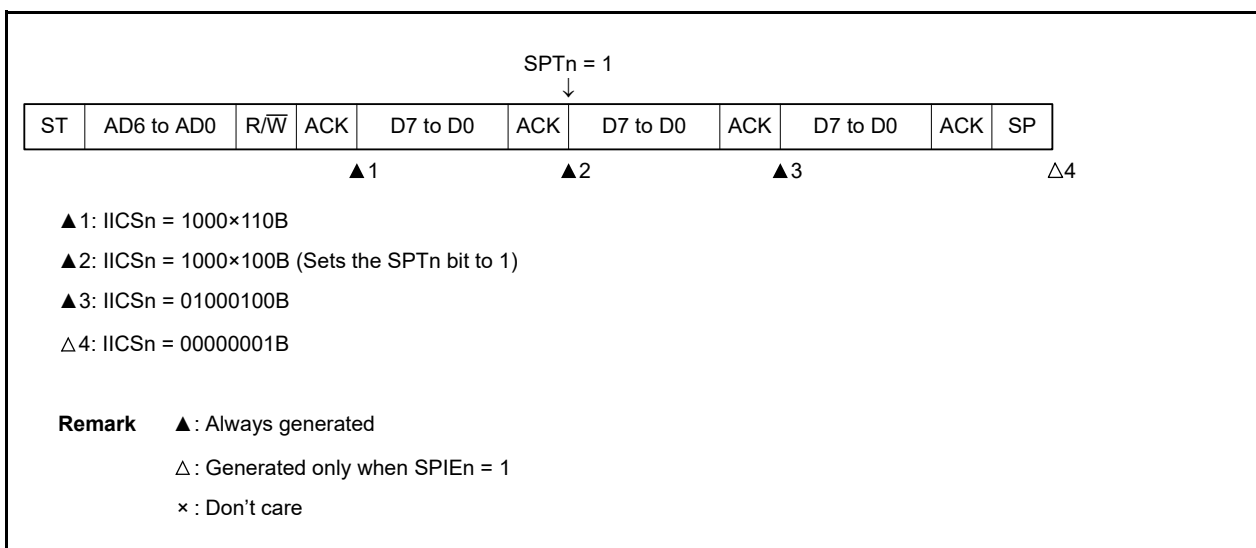 SPTn = 1
↓
ST AD6 to AD0 R/W̅ ACK D7 to D0 ACK D7 to D0 ACK D7 to D0 ACK SP
▲1 ▲2 ▲3 △4
▲1: IICSn = 1000×110B
▲2: IICSn = 1000×100B (Sets the SPTn bit to 1)
▲3: IICSn = 01000100B
△4: IICSn = 00000001B
Remark ▲: Always generated
△: Generated only when SPIEn = 1
× : Don’t care